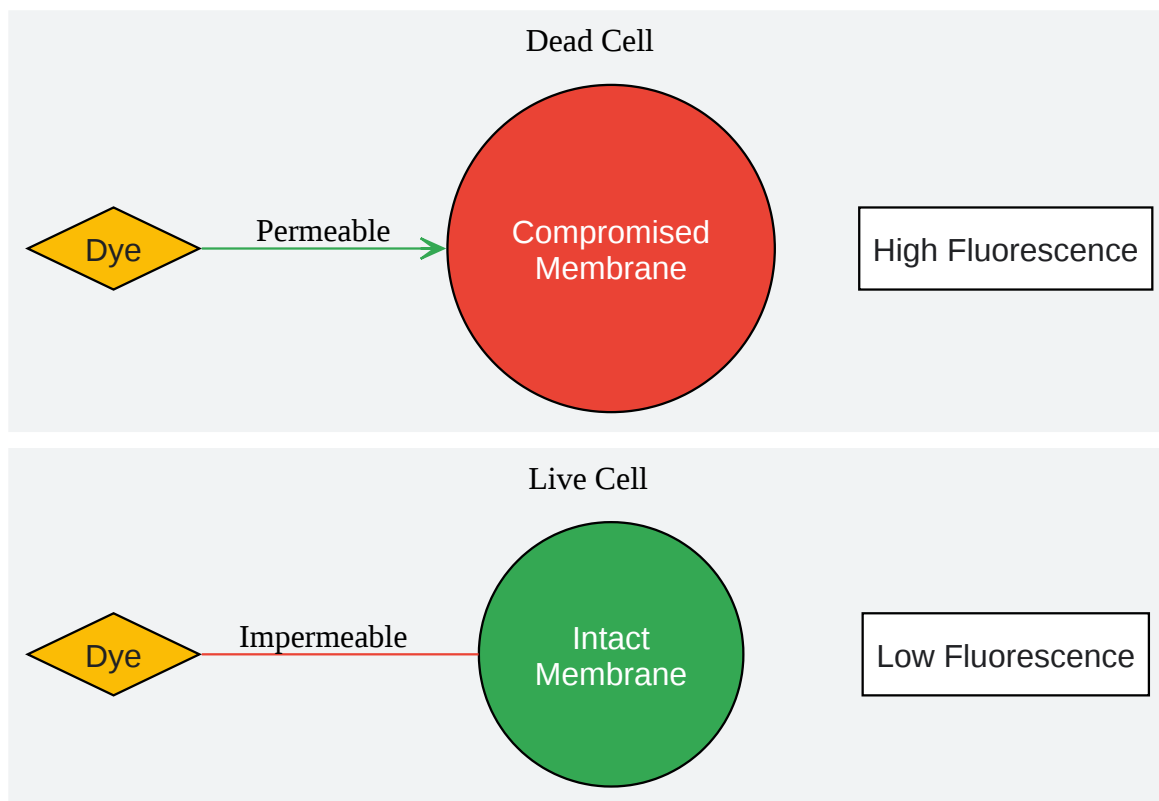 Dead Cell
Dye
Permeable
Compromised
Membrane
High Fluorescence
Live Cell
Dye
Impermeable
Intact
Membrane
Low Fluorescence